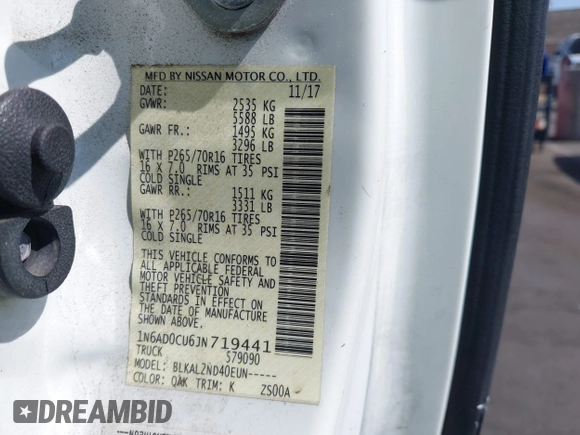 MFD BY NISSAN MOTOR CO., LTD.
DATE: 11/17
GVWR: 2535 KG
5588 LB
GAWR FR.: 1495 KG
3296 LB
WITH P265/70R16 TIRES
16 X 7.0 RIMS AT 35 PSI
COLD SINGLE
GAWR RR.: 1511 KG
3331 LB
WITH P265/70R16 TIRES
16 X 7.0 RIMS AT 35 PSI
COLD SINGLE
THIS VEHICLE CONFORMS TO
ALL APPLICABLE FEDERAL
MOTOR VEHICLE SAFETY AND
THEFT PREVENTION
STANDARDS IN EFFECT ON
THE DATE OF MANUFACTURE
SHOWN ABOVE.
1N6AD0CU6JN719441
TRUCK S79090
MODEL: BLKAL2ND40EUN-----
COLOR: QAK TRIM: K ZS00A
DREAMBID